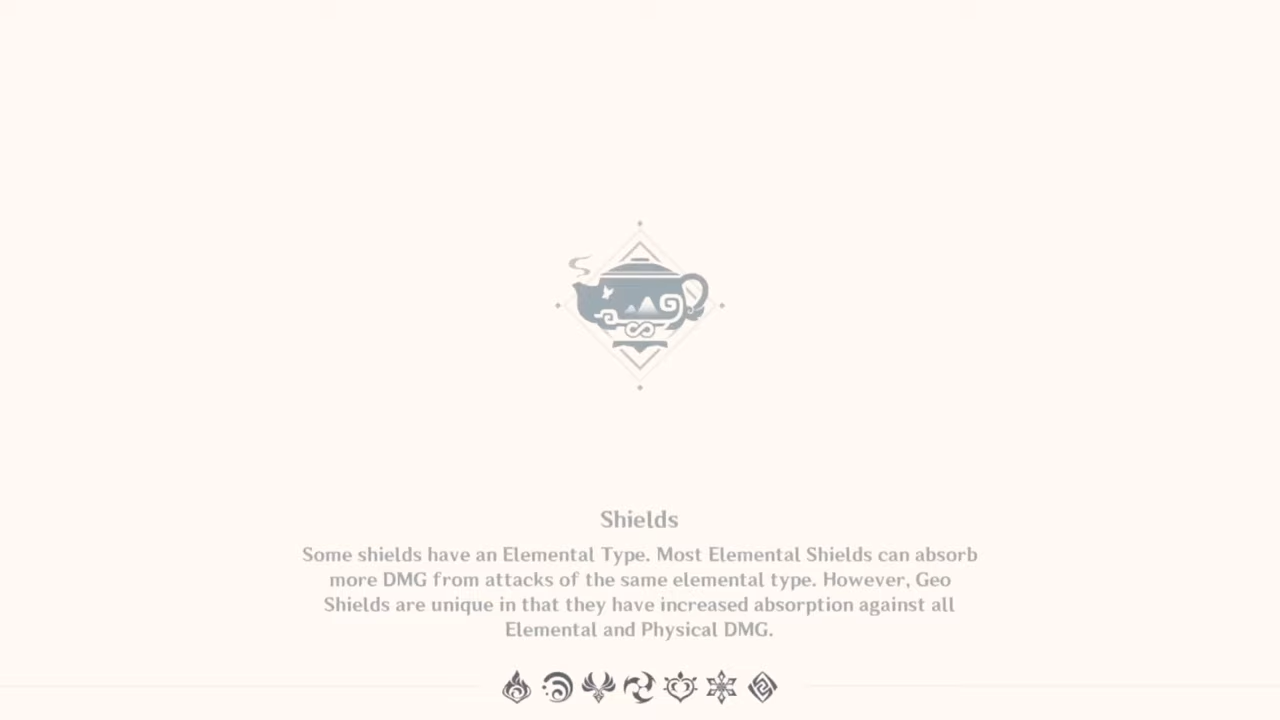 Shields
Some shields have an Elemental Type. Most Elemental Shields can absorb
more DMG from attacks of the same elemental type. However, Geo
Shields are unique in that they have increased absorption against all
Elemental and Physical DMG.